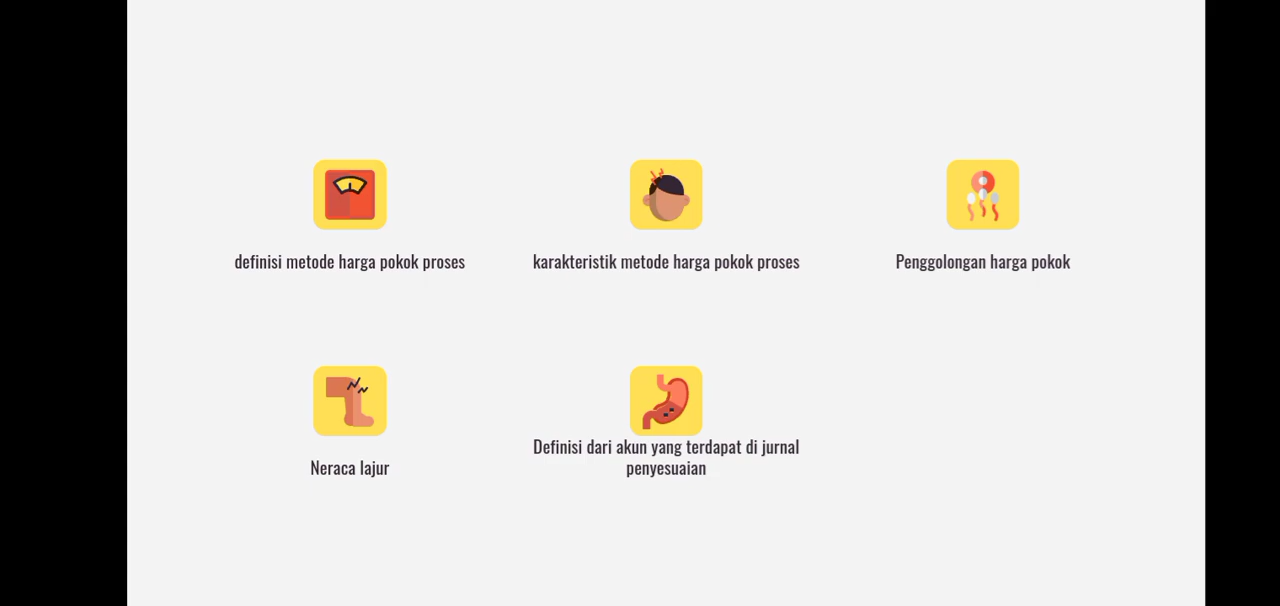 definisi metode harga pokok proses
karakteristik metode harga pokok proses
Penggolongan harga pokok
Neraca lajur
Definisi dari akun yang terdapat di jurnal
penyesuaian